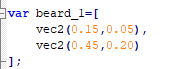 var beard_1=[
vec2(0.15,0.05),
vec2(0.45,0.20)
];